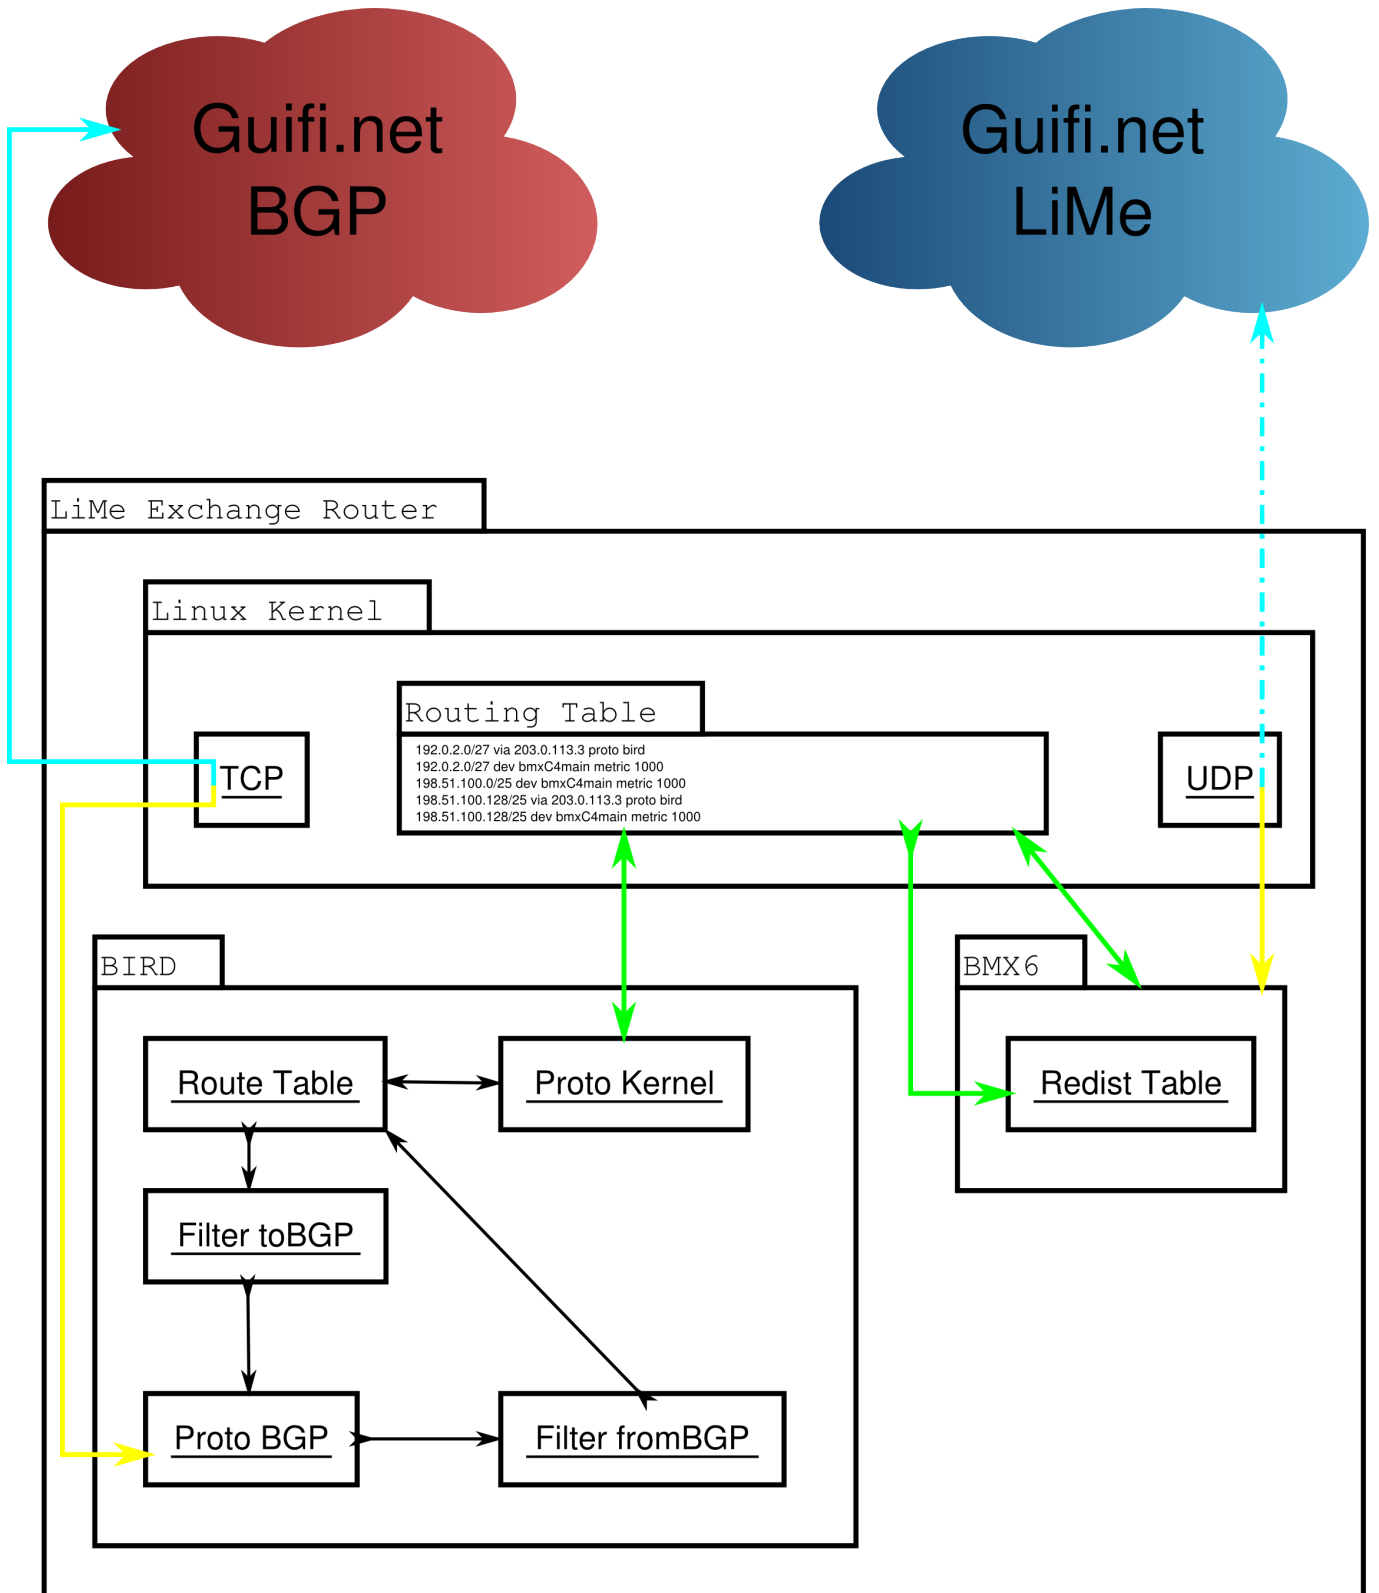 Guifi.net
BGP
Guifi.net
LiMe
LiMe Exchange Router
Linux Kernel
Routing Table
TCP
192.0.2.0/27 via 203.0.113.3 proto bird
192.0.2.0/27 dev bmxC4main metric 1000
198.51.100.0/25 dev bmxC4main metric 1000
198.51.100.128/25 via 203.0.113.3 proto bird
198.51.100.128/25 dev bmxC4main metric 1000
UDP
BIRD
BMX6
Route Table
Proto Kernel
Redist Table
Filter toBGP
Proto BGP
Filter fromBGP